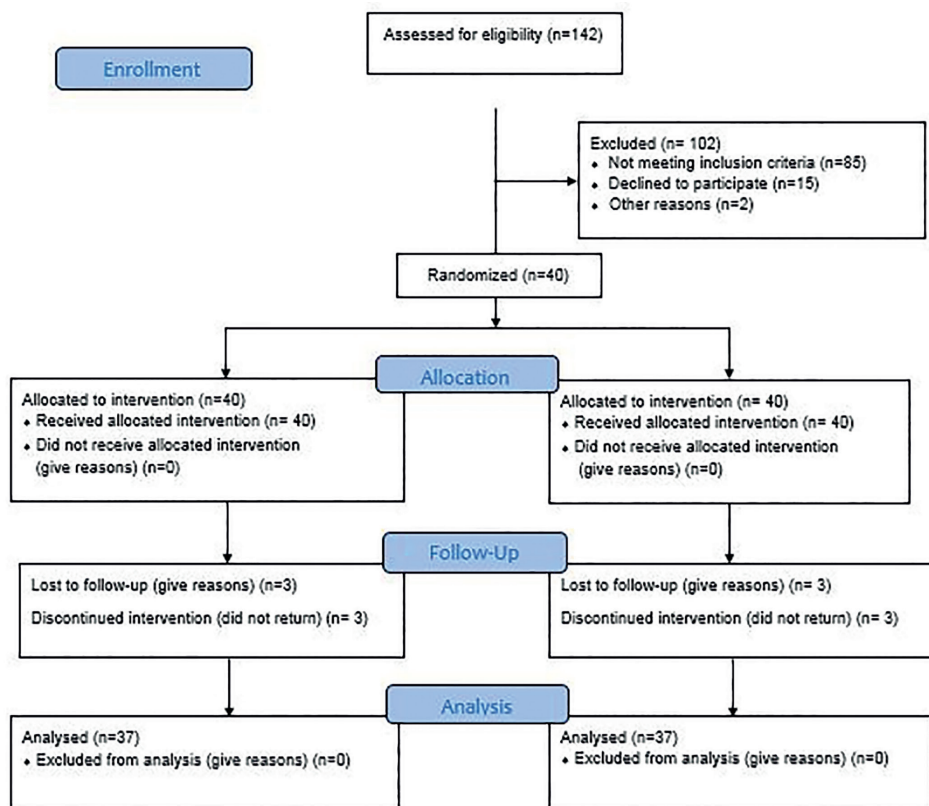 Assessed for eligibility (n=142)
Enrollment
Excluded (n= 102)
♦ Not meeting inclusion criteria (n=85)
♦ Declined to participate (n=15)
♦ Other reasons (n=2)
Randomized (n=40)
Allocation
Allocated to intervention (n=40)
♦ Received allocated intervention (n= 40)
♦ Did not receive allocated intervention
(give reasons) (n=0)
Allocated to intervention (n= 40)
♦ Received allocated intervention (n= 40)
♦ Did not receive allocated intervention
(give reasons) (n=0)
Follow-Up
Lost to follow-up (give reasons) (n=3)
Discontinued intervention (did not return) (n= 3)
Lost to follow-up (give reasons) (n= 3)
Discontinued intervention (did not return) (n= 3)
Analysis
Analysed (n=37)
♦ Excluded from analysis (give reasons) (n=0)
Analysed (n=37)
♦ Excluded from analysis (give reasons) (n=0)